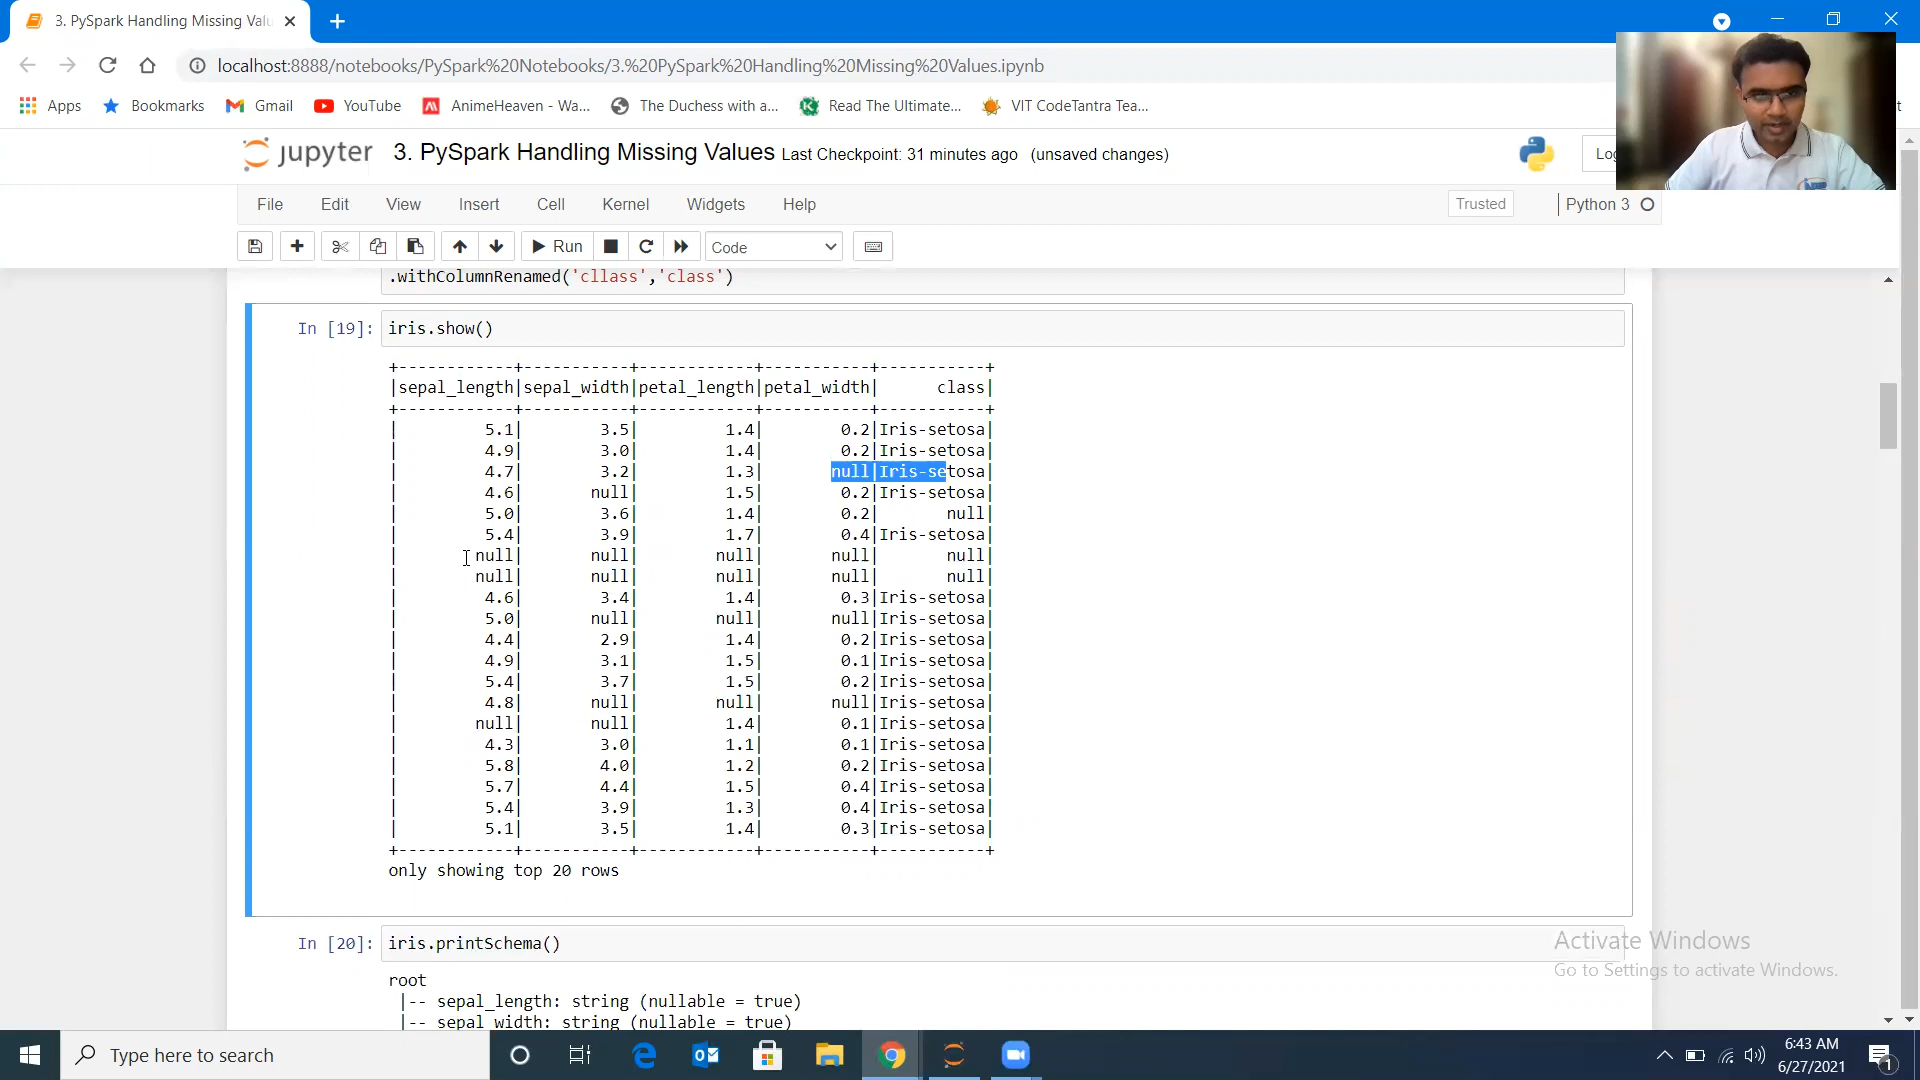 3. PySpark Handling Missing Valu
localhost:8888/notebooks/PySpark%20Notebooks/3.%20PySpark%20Handling%20Missing%20Values.ipynb
Apps Bookmarks Gmail YouTube AnimeHeaven - Wa... The Duchess with a... Read The Ultimate... VIT CodeTantra Tea...
jupyter 3. PySpark Handling Missing Values Last Checkpoint: 31 minutes ago (unsaved changes)
File Edit View Insert Cell Kernel Widgets Help Trusted Python 3
Run Code
.withColumnRenamed('cllass','class')
In [19]: iris.show()
+------------+-----------+------------+-----------+-----------+
|sepal_length|sepal_width|petal_length|petal_width|      class|
+------------+-----------+------------+-----------+-----------+
|         5.1|        3.5|         1.4|        0.2|Iris-setosa|
|         4.9|        3.0|         1.4|        0.2|Iris-setosa|
|         4.7|        3.2|         1.3|       null|Iris-setosa|
|         4.6|       null|         1.5|        0.2|Iris-setosa|
|         5.0|        3.6|         1.4|        0.2|       null|
|         5.4|        3.9|         1.7|        0.4|Iris-setosa|
|        null|       null|        null|       null|       null|
|        null|       null|        null|       null|       null|
|         4.6|        3.4|         1.4|        0.3|Iris-setosa|
|         5.0|       null|        null|       null|Iris-setosa|
|         4.4|        2.9|         1.4|        0.2|Iris-setosa|
|         4.9|        3.1|         1.5|        0.1|Iris-setosa|
|         5.4|        3.7|         1.5|        0.2|Iris-setosa|
|         4.8|       null|        null|       null|Iris-setosa|
|        null|       null|         1.4|        0.1|Iris-setosa|
|         4.3|        3.0|         1.1|        0.1|Iris-setosa|
|         5.8|        4.0|         1.2|        0.2|Iris-setosa|
|         5.7|        4.4|         1.5|        0.4|Iris-setosa|
|         5.4|        3.9|         1.3|        0.4|Iris-setosa|
|         5.1|        3.5|         1.4|        0.3|Iris-setosa|
+------------+-----------+------------+-----------+-----------+
only showing top 20 rows
In [20]: iris.printSchema()
root
|-- sepal_length: string (nullable = true)
|-- sepal_width: string (nullable = true)
Activate Windows
Go to Settings to activate Windows.
Type here to search
6:43 AM
6/27/2021
1